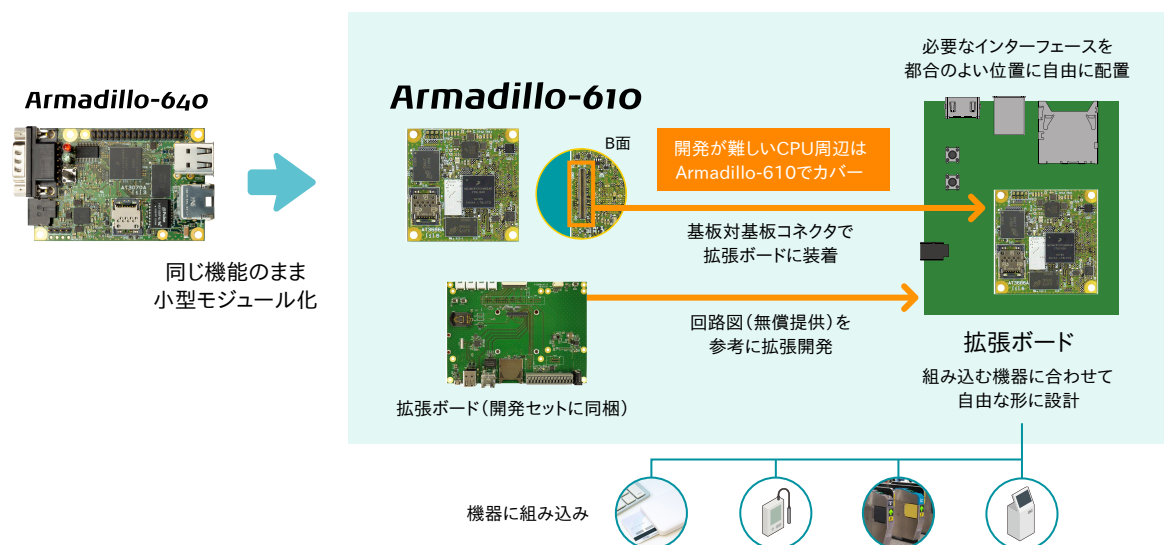 必要なインターフェースを
都合のよい位置に自由に配置
Armadillo-640
Armadillo-610
B面
開発が難しいCPU周辺は
Armadillo-610でカバー
同じ機能のまま
小型モジュール化
基板対基板コネクタで
拡張ボードに装着
回路図（無償提供）を
参考に拡張開発
拡張ボード（開発セットに同梱）
拡張ボード
組み込む機器に合わせて
自由な形に設計
機器に組み込み